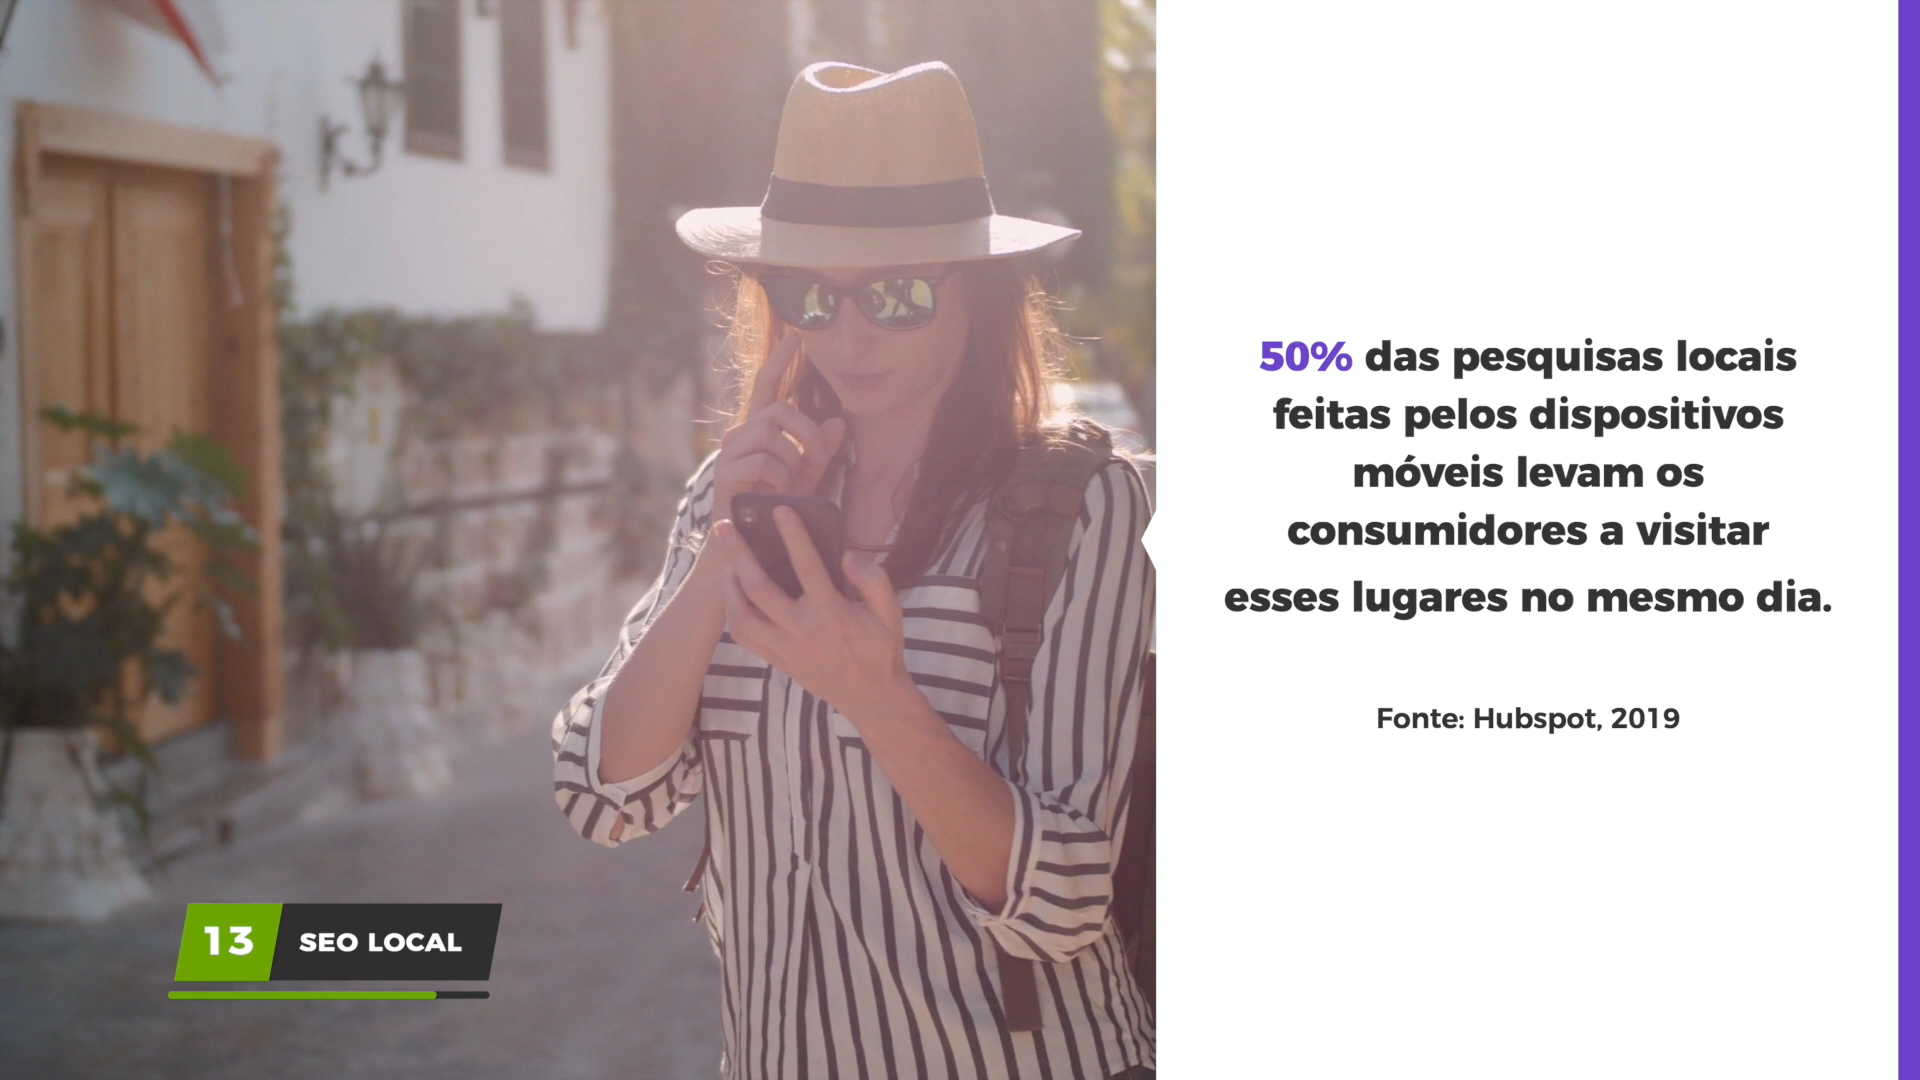 50% das pesquisas locais
feitas pelos dispositivos
móveis levam os
consumidores a visitar
esses lugares no mesmo dia.
Fonte: Hubspot, 2019
13 SEO LOCAL